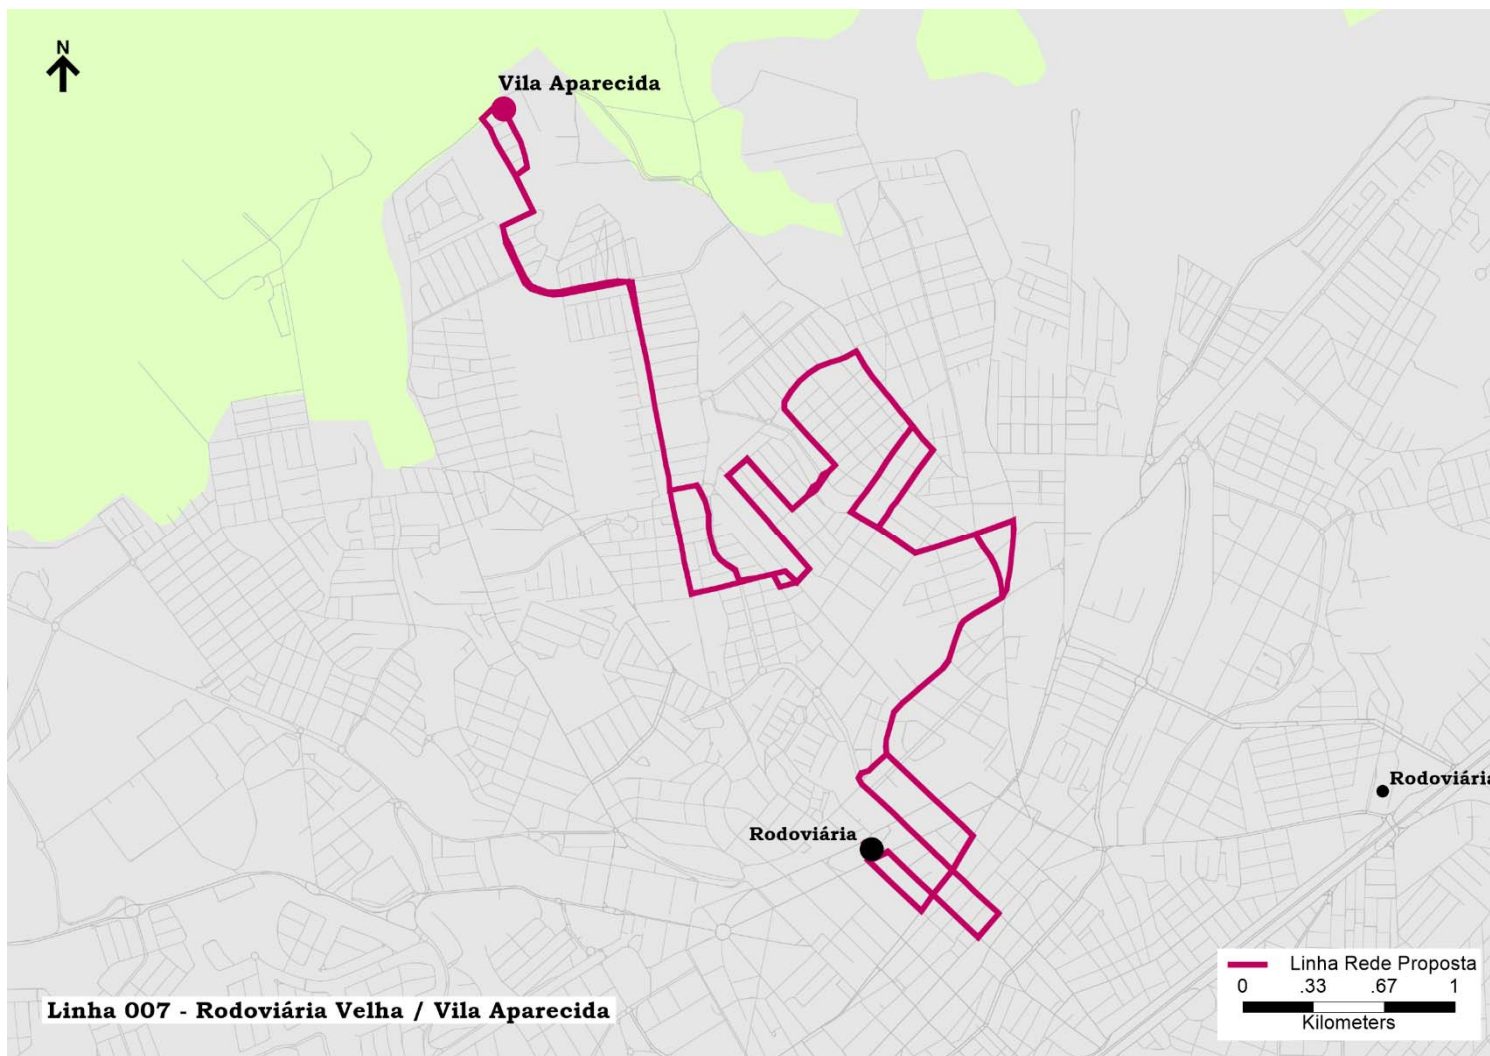 N
Vila Aparecida
Rodoviária
Rodoviária
Linha Rede Proposta
0 .33 .67 1
Kilometers
Linha 007 - Rodoviária Velha / Vila Aparecida